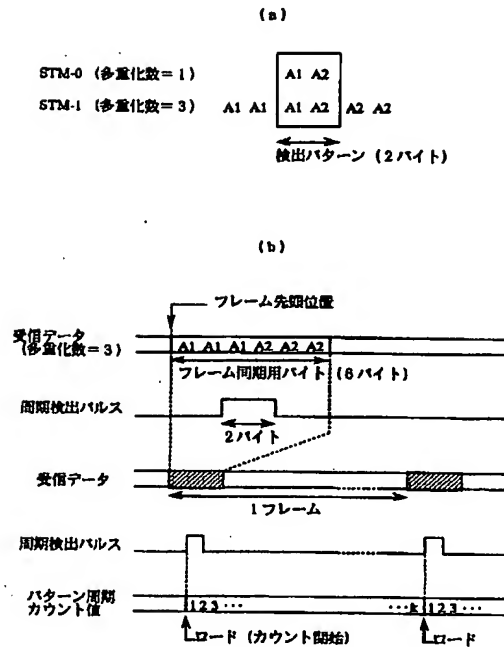 (a)
STM-0 (多重化数=1) A1 A2
STM-1 (多重化数=3) A1 A1 A1 A2 A2 A2
検出パターン (2バイト)
(b)
フレーム先頭位置
受信データ
(多重化数=3) A1 A1 A1 A2 A2 A2
フレーム同期用バイト (6バイト)
同期検出パルス
2バイト
受信データ
1フレーム
同期検出パルス
パターン周期
カウント値 1 2 3 ··· ···k 1 2 3 ···
ロード (カウント開始) ロード